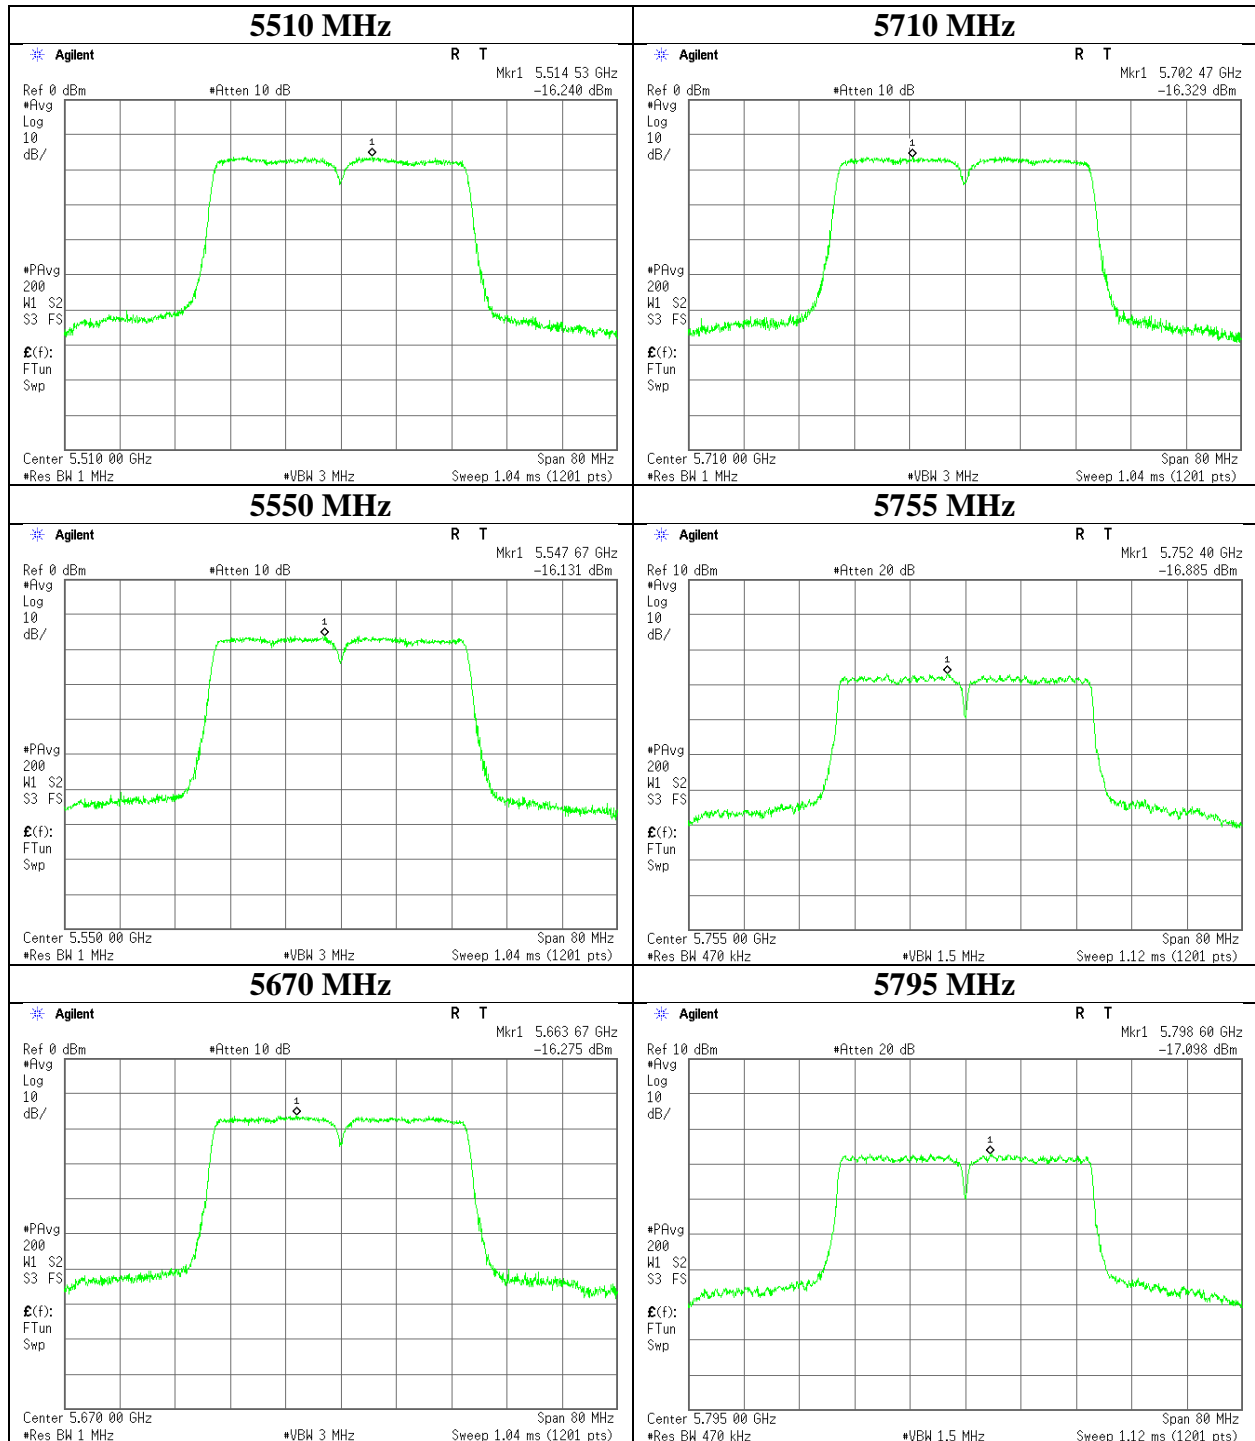 5510 MHz
Agilent
R T
Mkr1 5.514 53 GHz
Ref 0 dBm #Atten 10 dB -16.240 dBm
#Avg
Log
10
dB/
1
#PAvg
200
W1 S2
S3 FS
£(f):
FTun
Swp
Center 5.510 00 GHz Span 80 MHz
#Res BW 1 MHz #VBW 3 MHz Sweep 1.04 ms (1201 pts)
5710 MHz
Agilent
R T
Mkr1 5.702 47 GHz
Ref 0 dBm #Atten 10 dB -16.329 dBm
#Avg
Log
10
dB/
1
#PAvg
200
W1 S2
S3 FS
£(f):
FTun
Swp
Center 5.710 00 GHz Span 80 MHz
#Res BW 1 MHz #VBW 3 MHz Sweep 1.04 ms (1201 pts)
5550 MHz
Agilent
R T
Mkr1 5.547 67 GHz
Ref 0 dBm #Atten 10 dB -16.131 dBm
#Avg
Log
10
dB/
1
#PAvg
200
W1 S2
S3 FS
£(f):
FTun
Swp
Center 5.550 00 GHz Span 80 MHz
#Res BW 1 MHz #VBW 3 MHz Sweep 1.04 ms (1201 pts)
5755 MHz
Agilent
R T
Mkr1 5.752 40 GHz
Ref 10 dBm #Atten 20 dB -16.885 dBm
#Avg
Log
10
dB/
1
#PAvg
200
W1 S2
S3 FS
£(f):
FTun
Swp
Center 5.755 00 GHz Span 80 MHz
#Res BW 470 kHz #VBW 1.5 MHz Sweep 1.12 ms (1201 pts)
5670 MHz
Agilent
R T
Mkr1 5.663 67 GHz
Ref 0 dBm #Atten 10 dB -16.275 dBm
#Avg
Log
10
dB/
1
#PAvg
200
W1 S2
S3 FS
£(f):
FTun
Swp
Center 5.670 00 GHz Span 80 MHz
#Res BW 1 MHz #VBW 3 MHz Sweep 1.04 ms (1201 pts)
5795 MHz
Agilent
R T
Mkr1 5.798 60 GHz
Ref 10 dBm #Atten 20 dB -17.098 dBm
#Avg
Log
10
dB/
1
#PAvg
200
W1 S2
S3 FS
£(f):
FTun
Swp
Center 5.795 00 GHz Span 80 MHz
#Res BW 470 kHz #VBW 1.5 MHz Sweep 1.12 ms (1201 pts)